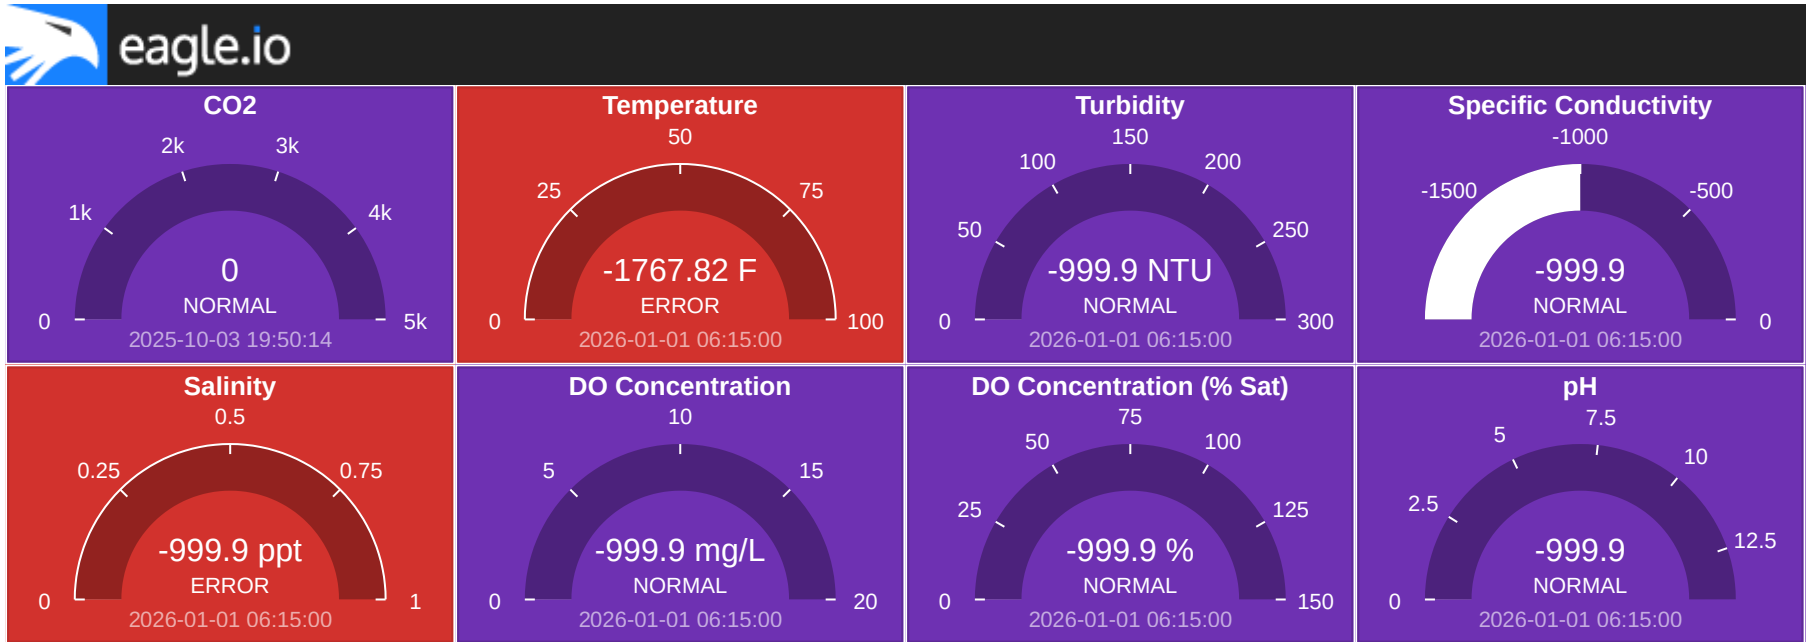 eagle.io
CO2
2k
3k
1k
4k
0
NORMAL
0
5k
2025-10-03 19:50:14
Temperature
50
25
75
-1767.82 F
ERROR
0
100
2026-01-01 06:15:00
Turbidity
150
100
200
50
250
-999.9 NTU
NORMAL
0
300
2026-01-01 06:15:00
Specific Conductivity
-1000
-1500
-500
-999.9
NORMAL
0
2026-01-01 06:15:00
Salinity
0.5
0.25
0.75
-999.9 ppt
ERROR
0
1
2026-01-01 06:15:00
DO Concentration
10
5
15
-999.9 mg/L
NORMAL
0
20
2026-01-01 06:15:00
DO Concentration (% Sat)
75
50
100
25
125
-999.9 %
NORMAL
0
150
2026-01-01 06:15:00
pH
7.5
5
10
2.5
12.5
-999.9
NORMAL
0
2026-01-01 06:15:00